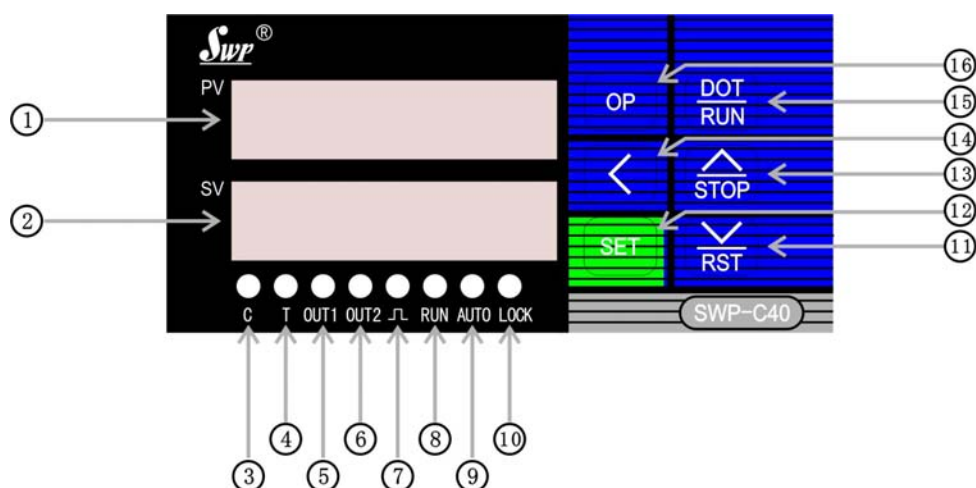 Swp®
PV
SV
C T OUT1 OUT2 RUN AUTO LOCK
OP
DOT
RUN
STOP
SET
RST
SWP-C40
①
②
③
④
⑤
⑥
⑦
⑧
⑨
⑩
⑪
⑫
⑬
⑭
⑮
⑯